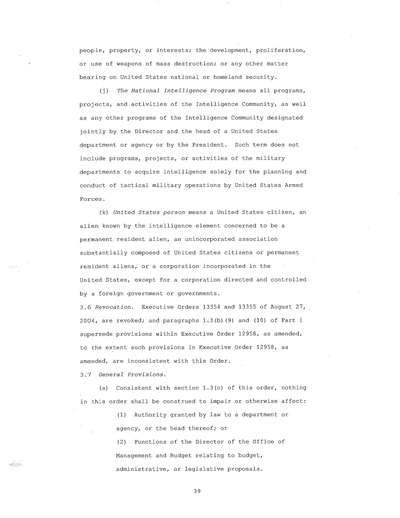 people, property, or interests; the development, proliferation,
or use of weapons of mass destruction; or any other matter
bearing on United States national or homeland security.
(j) The National Intelligence Program means all programs,
projects, and activities of the Intelligence Community, as well
as any other programs of the Intelligence Community designated
jointly by the Director and the head of a United States
department or agency or by the President. Such term does not
include programs, projects, or activities of the military
departments to acquire intelligence solely for the planning and
conduct of tactical military operations by United States Armed
Forces.
(k) United States person means a United States citizen, an
alien known by the intelligence element concerned to be a
permanent resident alien, an unincorporated association
substantially composed of United States citizens or permanent
resident aliens, or a corporation incorporated in the
United States, except for a corporation directed and controlled
by a foreign government or governments.
3.6 Revocation. Executive Orders 13354 and 13355 of August 27,
2004, are revoked; and paragraphs 1.3(b)(9) and (10) of Part 1
supersede provisions within Executive Order 12958, as amended,
to the extent such provisions in Executive Order 12958, as
amended, are inconsistent with this Order.
3.7 General Provisions.
(a) Consistent with section 1.3(c) of this order, nothing
in this order shall be construed to impair or otherwise affect:
(1) Authority granted by law to a department or
agency, or the head thereof; or
(2) Functions of the Director of the Office of
Management and Budget relating to budget,
administrative, or legislative proposals.
39